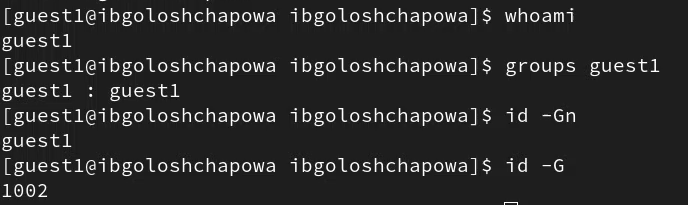 [guest1@ibgoloshchapowa ibgoloshchapowa]$ whoami
guest1
[guest1@ibgoloshchapowa ibgoloshchapowa]$ groups guest1
guest1 : guest1
[guest1@ibgoloshchapowa ibgoloshchapowa]$ id -Gn
guest1
[guest1@ibgoloshchapowa ibgoloshchapowa]$ id -G
1002